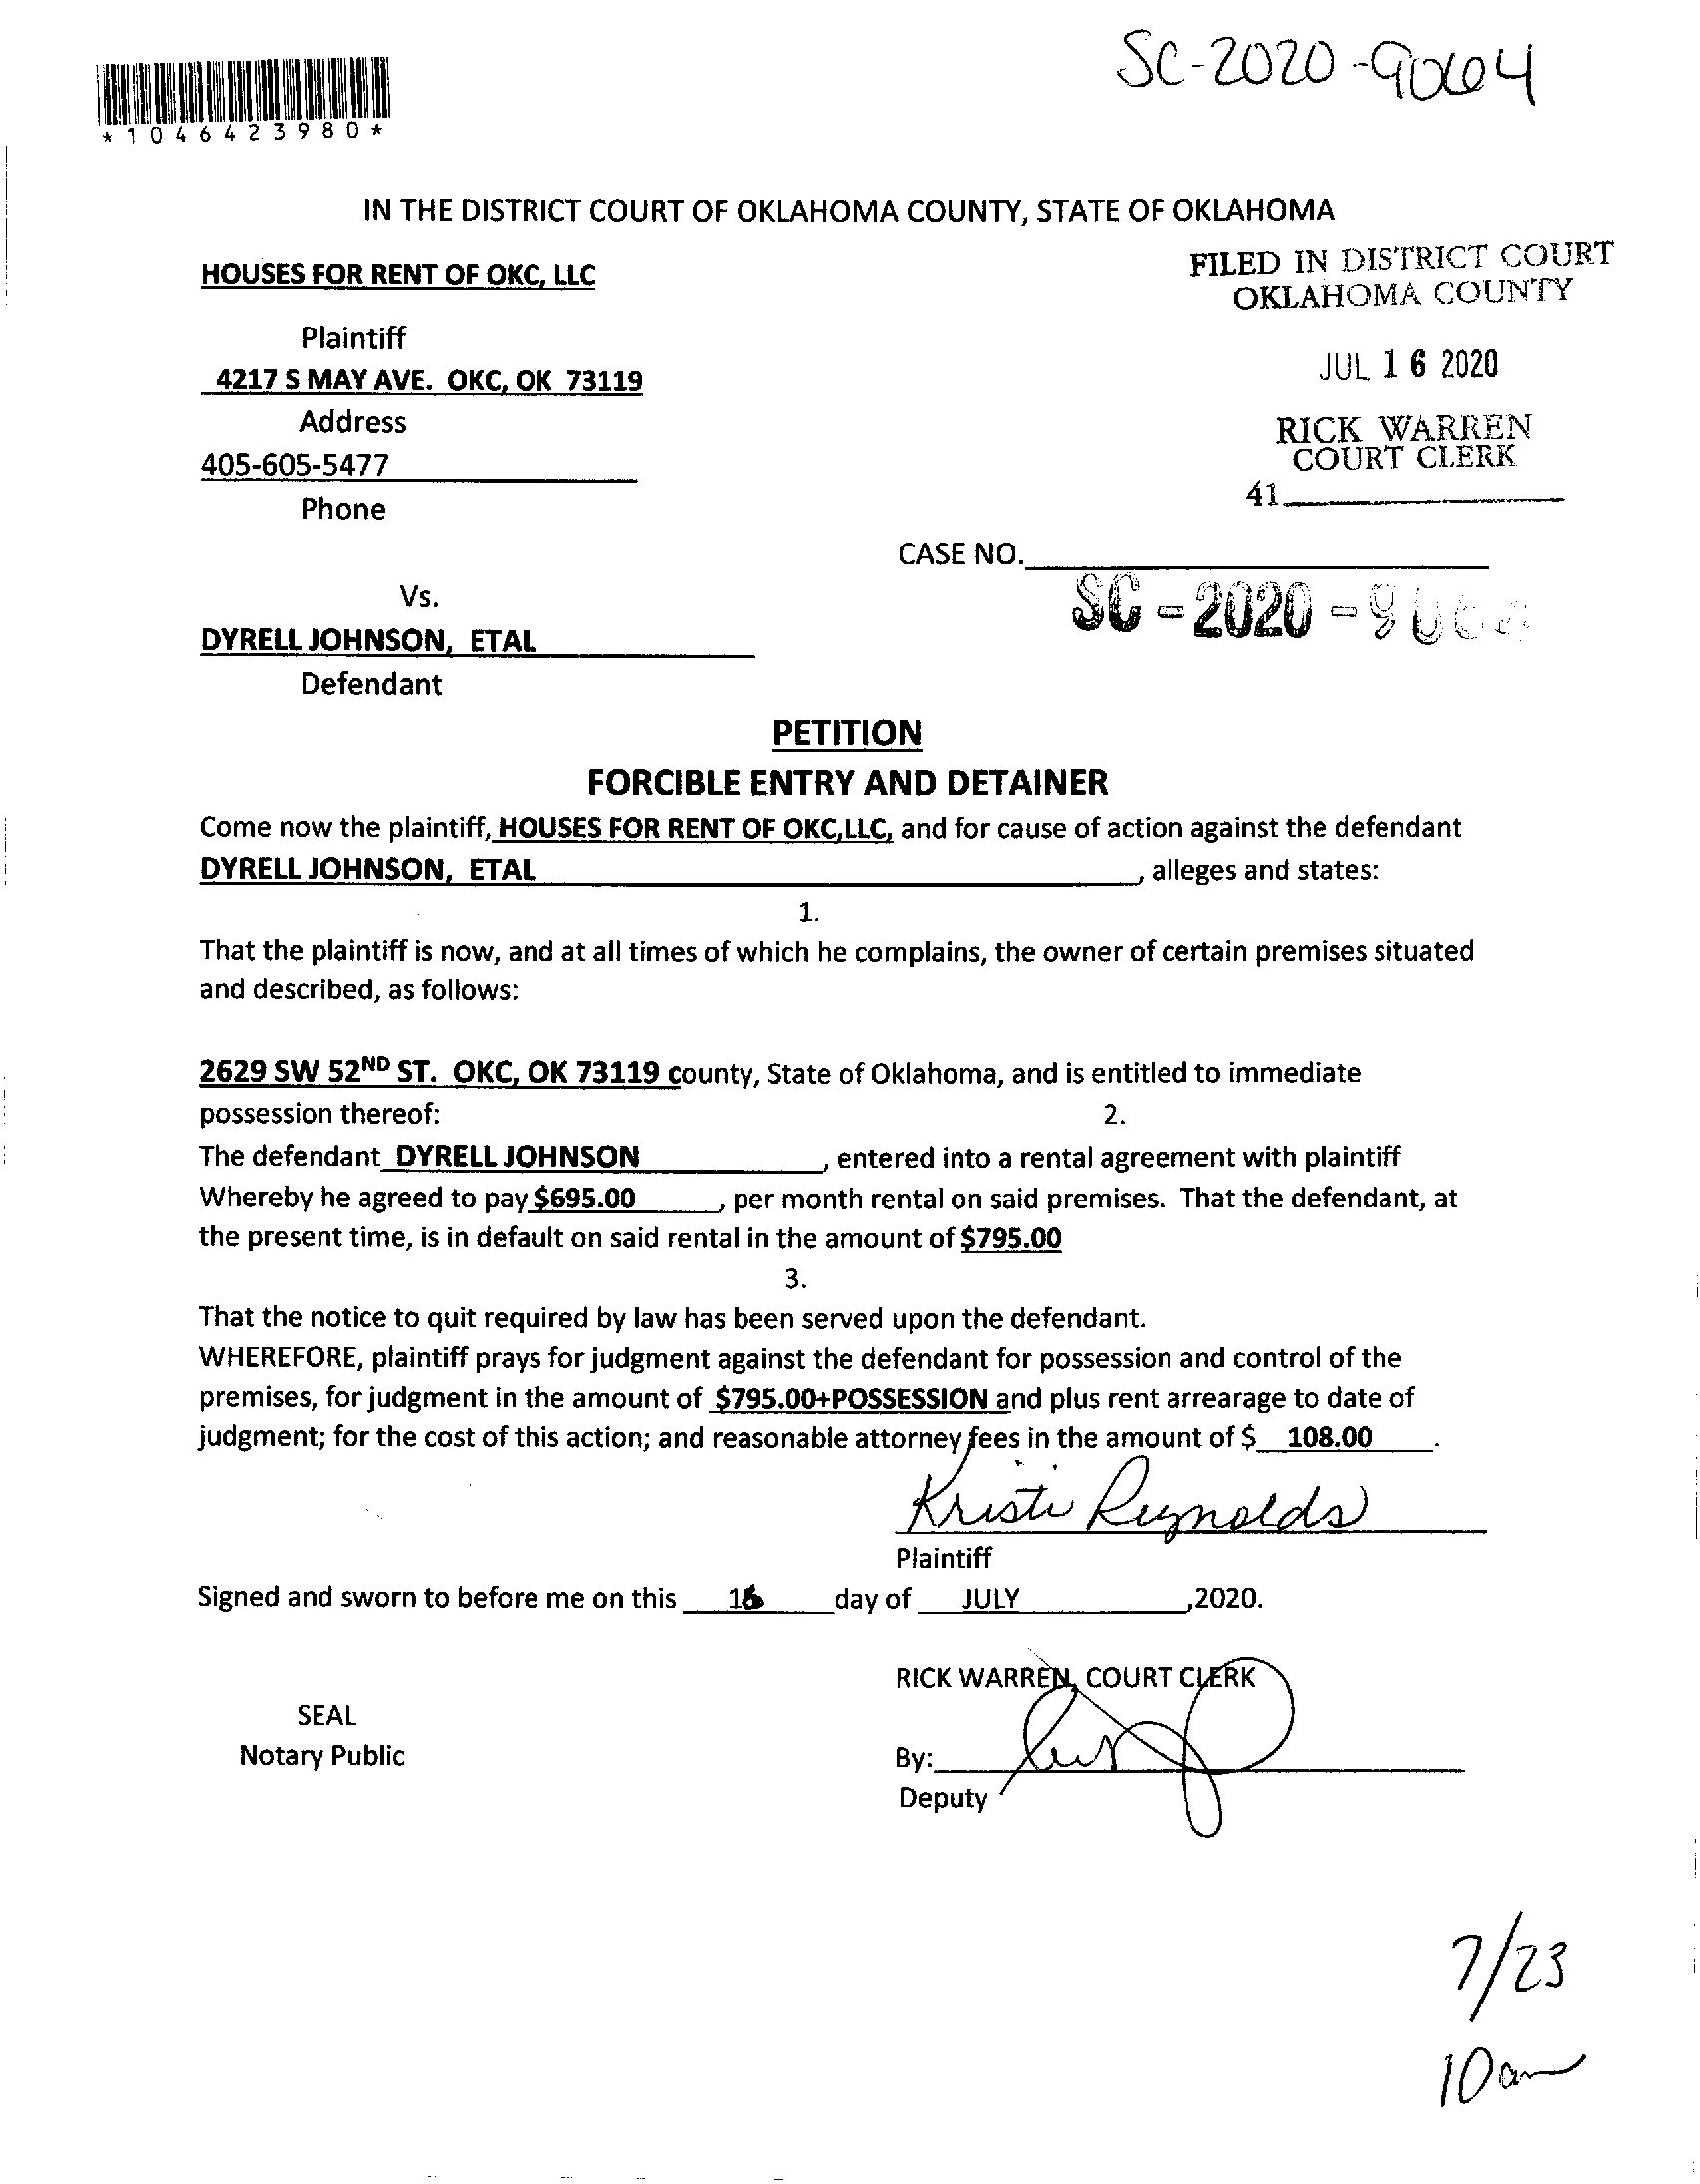 SC-2020-9064
*1046423980*
IN THE DISTRICT COURT OF OKLAHOMA COUNTY, STATE OF OKLAHOMA
HOUSES FOR RENT OF OKC, LLC
FILED IN DISTRICT COURT
OKLAHOMA COUNTY
Plaintiff
JUL 16 2020
4217 S MAY AVE. OKC, OK 73119
Address
RICK WARREN
COURT CLERK
405-605-5477
41
Phone
CASE NO.
SC-2020-9064
Vs.
DYRELL JOHNSON, ETAL
Defendant
PETITION
FORCIBLE ENTRY AND DETAINER
Come now the plaintiff, HOUSES FOR RENT OF OKC,LLC, and for cause of action against the defendant
DYRELL JOHNSON, ETAL, alleges and states:
1.
That the plaintiff is now, and at all times of which he complains, the owner of certain premises situated
and described, as follows:
2629 SW 52ND ST. OKC, OK 73119 county, State of Oklahoma, and is entitled to immediate
possession thereof: 2.
The defendant DYRELL JOHNSON, entered into a rental agreement with plaintiff
Whereby he agreed to pay $695.00, per month rental on said premises. That the defendant, at
the present time, is in default on said rental in the amount of $795.00
3.
That the notice to quit required by law has been served upon the defendant.
WHEREFORE, plaintiff prays for judgment against the defendant for possession and control of the
premises, for judgment in the amount of $795.00+POSSESSION and plus rent arrearage to date of
judgment; for the cost of this action; and reasonable attorney fees in the amount of $ 108.00.
Kristi Reynolds
Plaintiff
Signed and sworn to before me on this 16 day of JULY,2020.
RICK WARREN, COURT CLERK
SEAL
Notary Public
By:
Deputy
7/23
10am